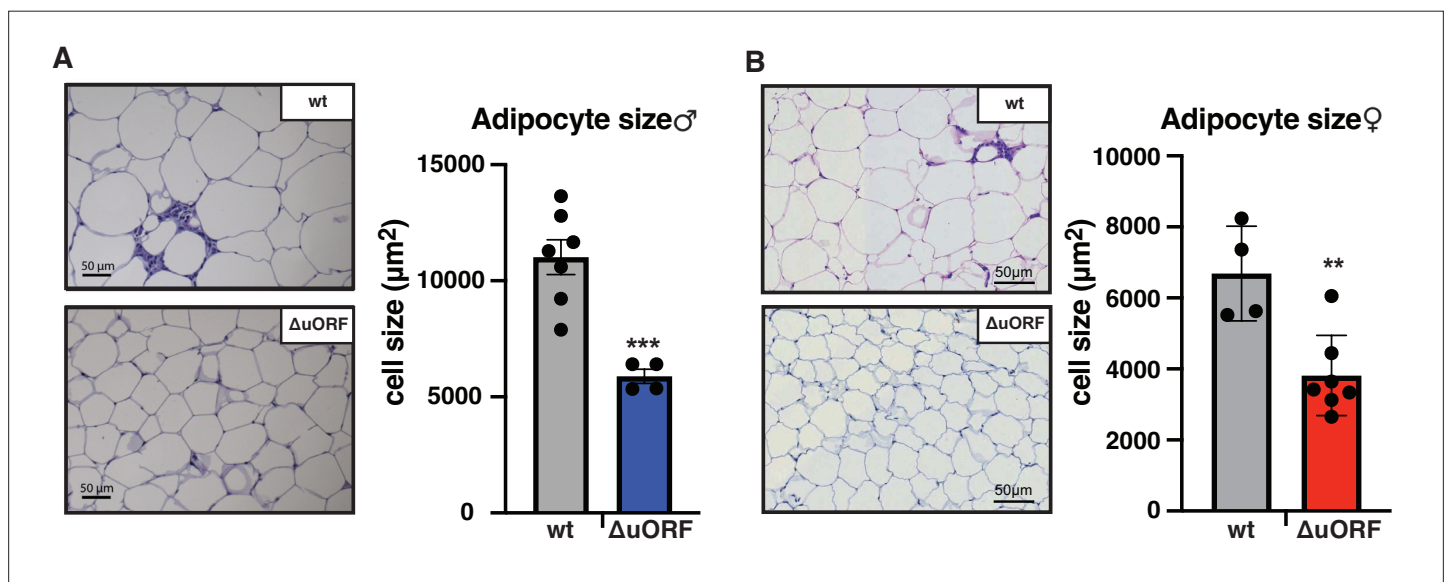 A
wt
50 µm
ΔuORF
50 µm
Adipocyte size♂
cell size (µm²)
15000
10000
5000
0
***
wt
ΔuORF
B
wt
50µm
ΔuORF
50µm
Adipocyte size♀
cell size (µm²)
10000
8000
6000
4000
2000
0
**
wt
ΔuORF